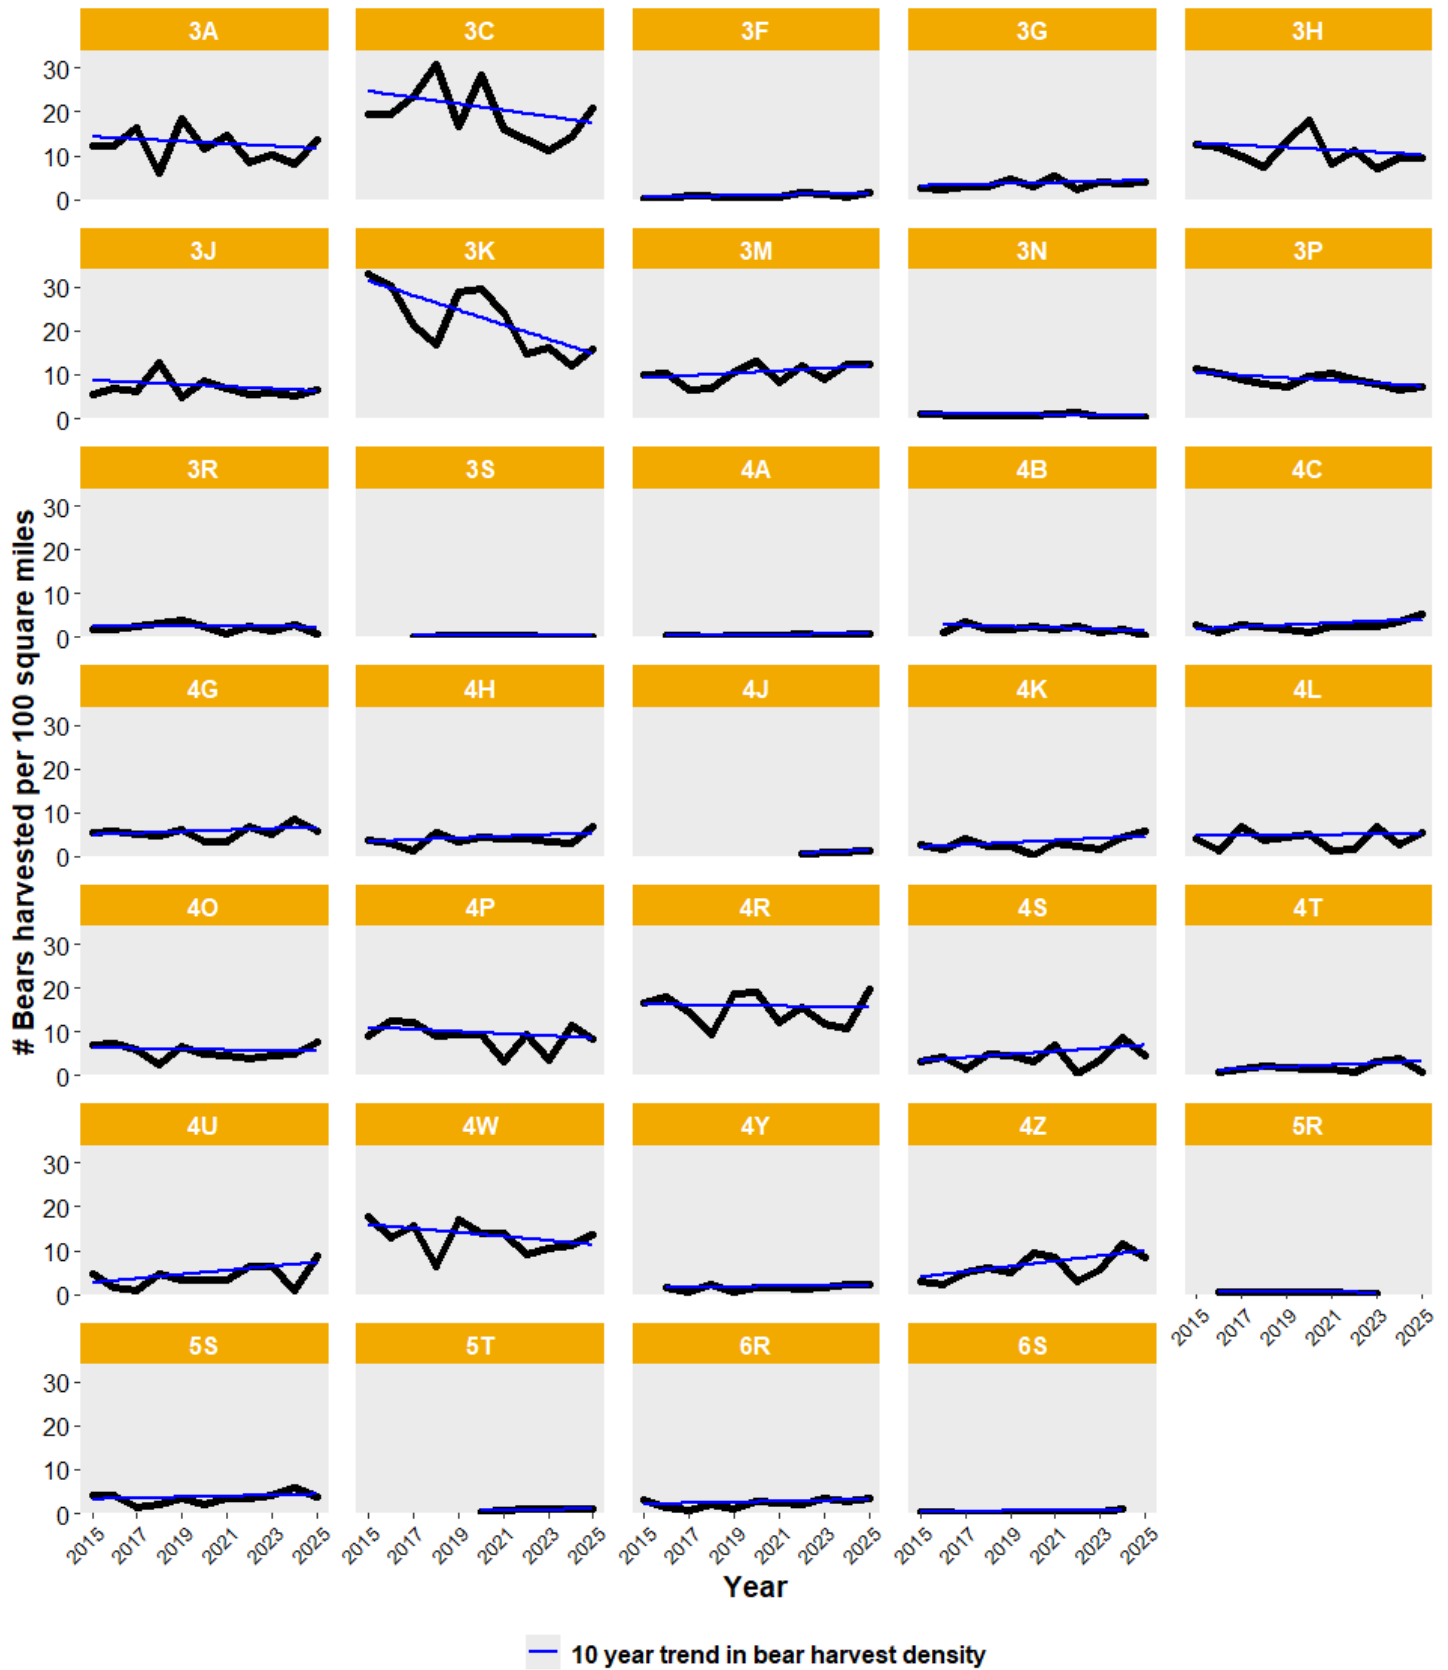 3A 3C 3F 3G 3H
30
20
10
0
3J 3K 3M 3N 3P
30
20
10
0
3R 3S 4A 4B 4C
30
20
10
0
4G 4H 4J 4K 4L
30
20
10
0
4O 4P 4R 4S 4T
30
20
10
0
4U 4W 4Y 4Z 5R
30
20
10
0
2015 2017 2019 2021 2023 2025
5S 5T 6R 6S
30
20
10
0
2015 2017 2019 2021 2023 2025 2015 2017 2019 2021 2023 2025 2015 2017 2019 2021 2023 2025 2015 2017 2019 2021 2023 2025
# Bears harvested per 100 square miles
Year
10 year trend in bear harvest density